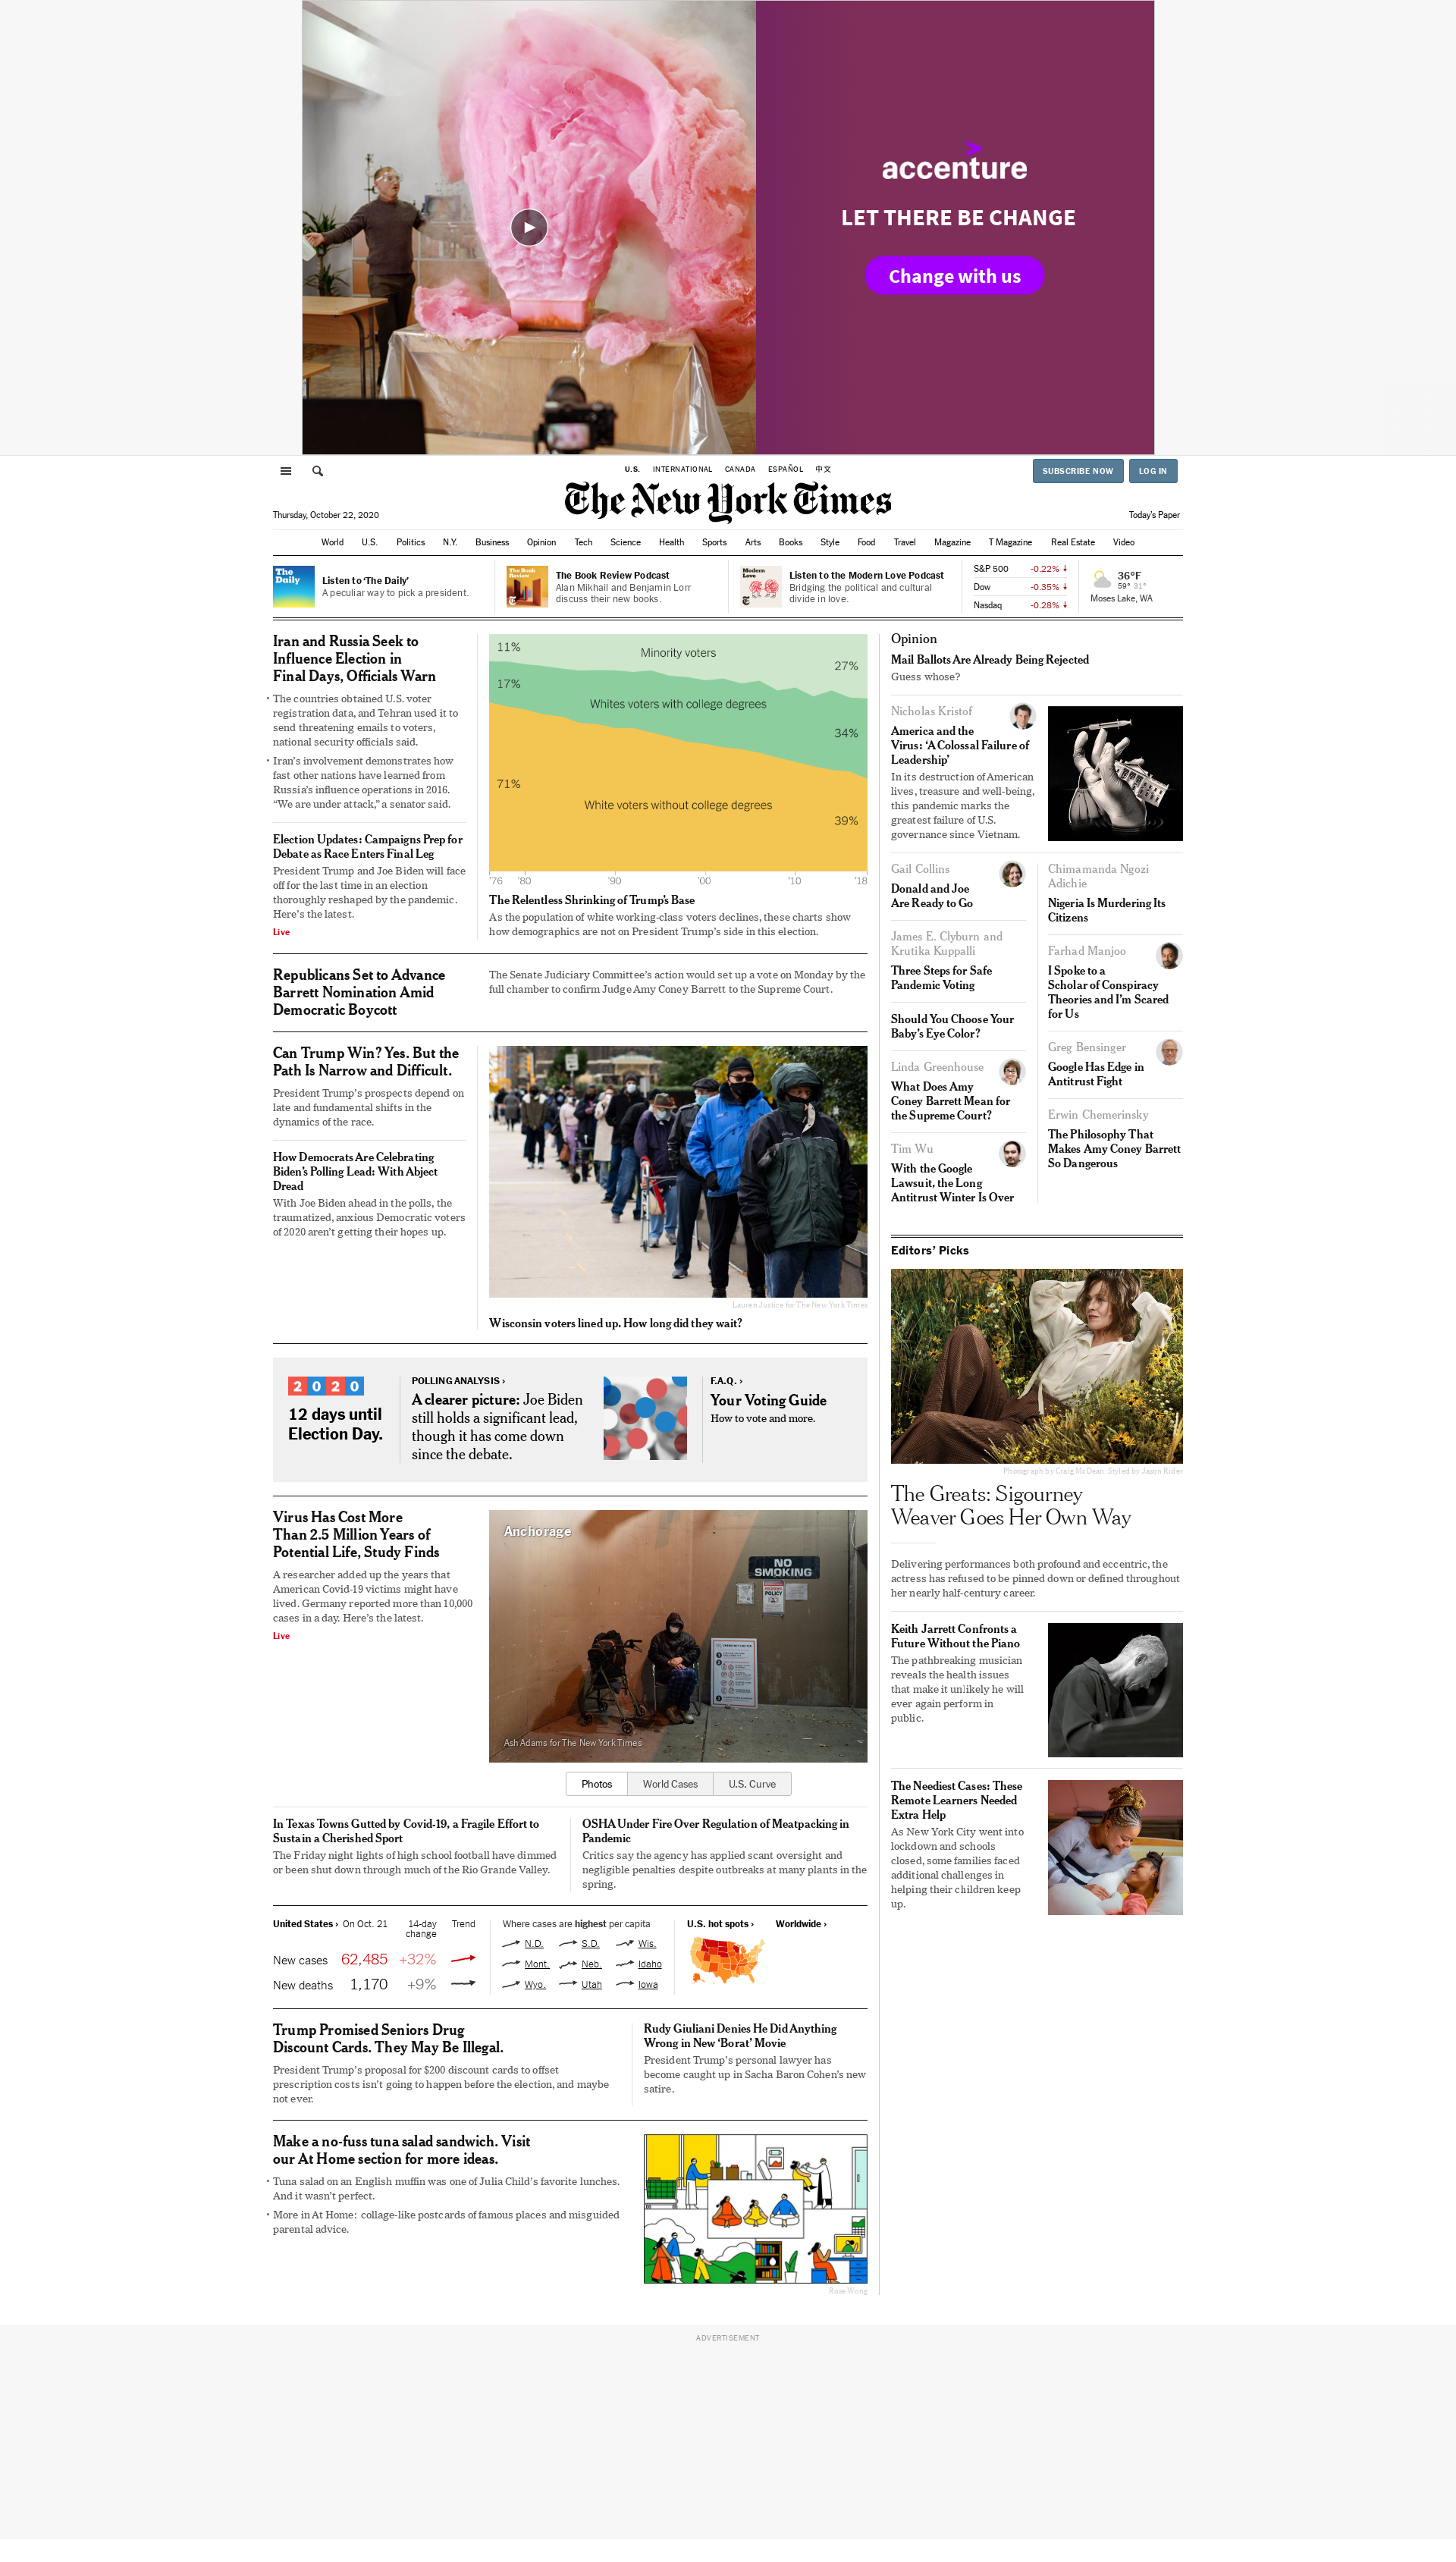 accenture
LET THERE BE CHANGE
Change with us
U.S. INTERNATIONAL CANADA ESPAÑOL 中文
SUBSCRIBE NOW LOG IN
The New York Times
Thursday, October 22, 2020
Today's Paper
World U.S. Politics N.Y. Business Opinion Tech Science Health Sports Arts Books Style Food Travel Magazine T Magazine Real Estate Video
The
Daily
Listen to ‘The Daily’
A peculiar way to pick a president.
The Book
Review
The Book Review Podcast
Alan Mikhail and Benjamin Lorr
discuss their new books.
Modern
Love
Listen to the Modern Love Podcast
Bridging the political and cultural
divide in love.
S&P 500 -0.22%
Dow -0.35%
Nasdaq -0.28%
36°F
59° 31°
Moses Lake, WA
Iran and Russia Seek to
Influence Election in
Final Days, Officials Warn
• The countries obtained U.S. voter
registration data, and Tehran used it to
send threatening emails to voters,
national security officials said.
• Iran’s involvement demonstrates how
fast other nations have learned from
Russia’s influence operations in 2016.
“We are under attack,” a senator said.
Election Updates: Campaigns Prep for
Debate as Race Enters Final Leg
President Trump and Joe Biden will face
off for the last time in an election
thoroughly reshaped by the pandemic.
Here’s the latest.
Live
11%
Minority voters
27%
17%
Whites voters with college degrees
34%
71%
White voters without college degrees
39%
’76 ’80 ’90 ’00 ’10 ’18
The Relentless Shrinking of Trump’s Base
As the population of white working-class voters declines, these charts show
how demographics are not on President Trump’s side in this election.
Republicans Set to Advance
Barrett Nomination Amid
Democratic Boycott
The Senate Judiciary Committee’s action would set up a vote on Monday by the
full chamber to confirm Judge Amy Coney Barrett to the Supreme Court.
Can Trump Win? Yes. But the
Path Is Narrow and Difficult.
President Trump’s prospects depend on
late and fundamental shifts in the
dynamics of the race.
How Democrats Are Celebrating
Biden’s Polling Lead: With Abject
Dread
With Joe Biden ahead in the polls, the
traumatized, anxious Democratic voters
of 2020 aren’t getting their hopes up.
Lauren Justice for The New York Times
Wisconsin voters lined up. How long did they wait?
2020
12 days until
Election Day.
POLLING ANALYSIS ›
A clearer picture: Joe Biden
still holds a significant lead,
though it has come down
since the debate.
F.A.Q. ›
Your Voting Guide
How to vote and more.
Virus Has Cost More
Than 2.5 Million Years of
Potential Life, Study Finds
A researcher added up the years that
American Covid-19 victims might have
lived. Germany reported more than 10,000
cases in a day. Here’s the latest.
Live
Anchorage
NO
SMOKING
POLICY
Ash Adams for The New York Times
Photos World Cases U.S. Curve
In Texas Towns Gutted by Covid-19, a Fragile Effort to
Sustain a Cherished Sport
The Friday night lights of high school football have dimmed
or been shut down through much of the Rio Grande Valley.
OSHA Under Fire Over Regulation of Meatpacking in
Pandemic
Critics say the agency has applied scant oversight and
negligible penalties despite outbreaks at many plants in the
spring.
United States › On Oct. 21 14-day
change Trend
New cases 62,485 +32%
New deaths 1,170 +9%
Where cases are highest per capita
N.D. S.D. Wis.
Mont. Neb. Idaho
Wyo. Utah Iowa
U.S. hot spots › Worldwide ›
Trump Promised Seniors Drug
Discount Cards. They May Be Illegal.
President Trump’s proposal for $200 discount cards to offset
prescription costs isn’t going to happen before the election, and maybe
not ever.
Rudy Giuliani Denies He Did Anything
Wrong in New ‘Borat’ Movie
President Trump’s personal lawyer has
become caught up in Sacha Baron Cohen’s new
satire.
Make a no-fuss tuna salad sandwich. Visit
our At Home section for more ideas.
• Tuna salad on an English muffin was one of Julia Child’s favorite lunches.
And it wasn’t perfect.
• More in At Home: collage-like postcards of famous places and misguided
parental advice.
Rose Wong
Opinion
Mail Ballots Are Already Being Rejected
Guess whose?
Nicholas Kristof
America and the
Virus: ‘A Colossal Failure of
Leadership’
In its destruction of American
lives, treasure and well-being,
this pandemic marks the
greatest failure of U.S.
governance since Vietnam.
Gail Collins
Donald and Joe
Are Ready to Go
James E. Clyburn and
Krutika Kuppalli
Three Steps for Safe
Pandemic Voting
Should You Choose Your
Baby’s Eye Color?
Linda Greenhouse
What Does Amy
Coney Barrett Mean for
the Supreme Court?
Tim Wu
With the Google
Lawsuit, the Long
Antitrust Winter Is Over
Chimamanda Ngozi
Adichie
Nigeria Is Murdering Its
Citizens
Farhad Manjoo
I Spoke to a
Scholar of Conspiracy
Theories and I’m Scared
for Us
Greg Bensinger
Google Has Edge in
Antitrust Fight
Erwin Chemerinsky
The Philosophy That
Makes Amy Coney Barrett
So Dangerous
Editors’ Picks
Photograph by Craig McDean. Styled by Jason Rider
The Greats: Sigourney
Weaver Goes Her Own Way
Delivering performances both profound and eccentric, the
actress has refused to be pinned down or defined throughout
her nearly half-century career.
Keith Jarrett Confronts a
Future Without the Piano
The pathbreaking musician
reveals the health issues
that make it unlikely he will
ever again perform in
public.
The Neediest Cases: These
Remote Learners Needed
Extra Help
As New York City went into
lockdown and schools
closed, some families faced
additional challenges in
helping their children keep
up.
ADVERTISEMENT